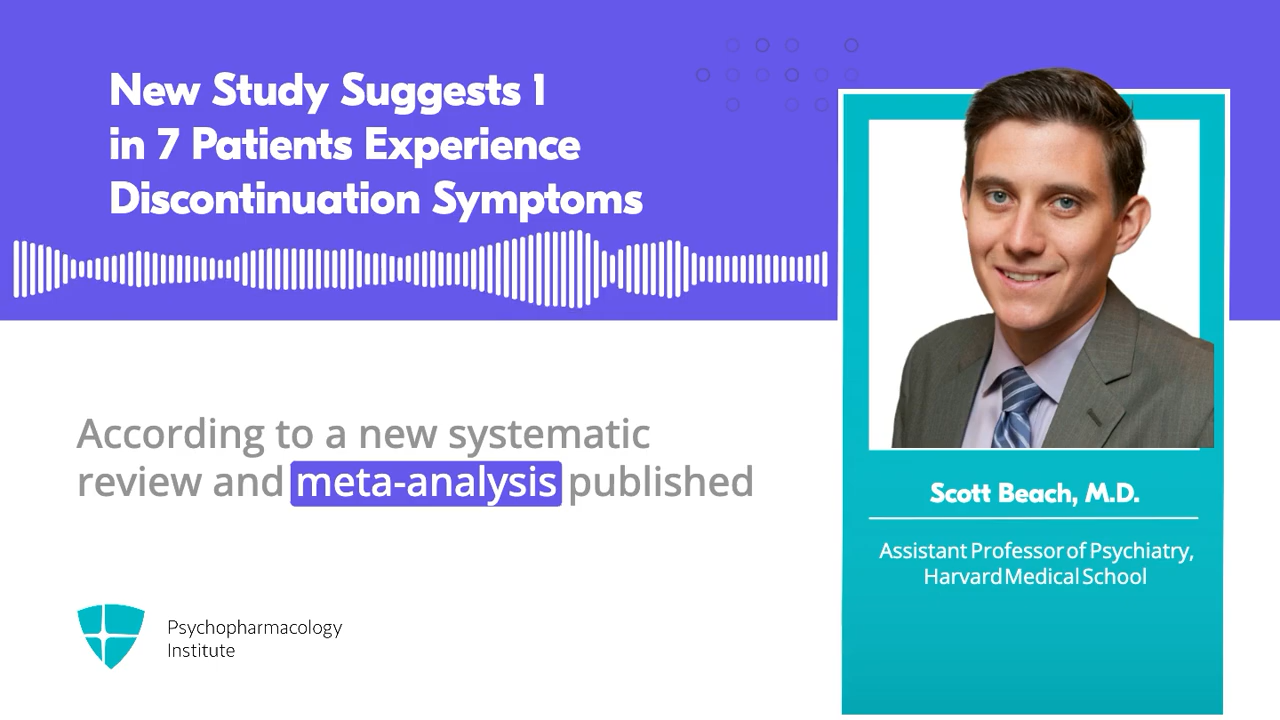 New Study Suggests 1
in 7 Patients Experience
Discontinuation Symptoms
According to a new systematic
review and meta-analysis published
Psychopharmacology
Institute
Scott Beach, M.D.
Assistant Professor of Psychiatry,
Harvard Medical School